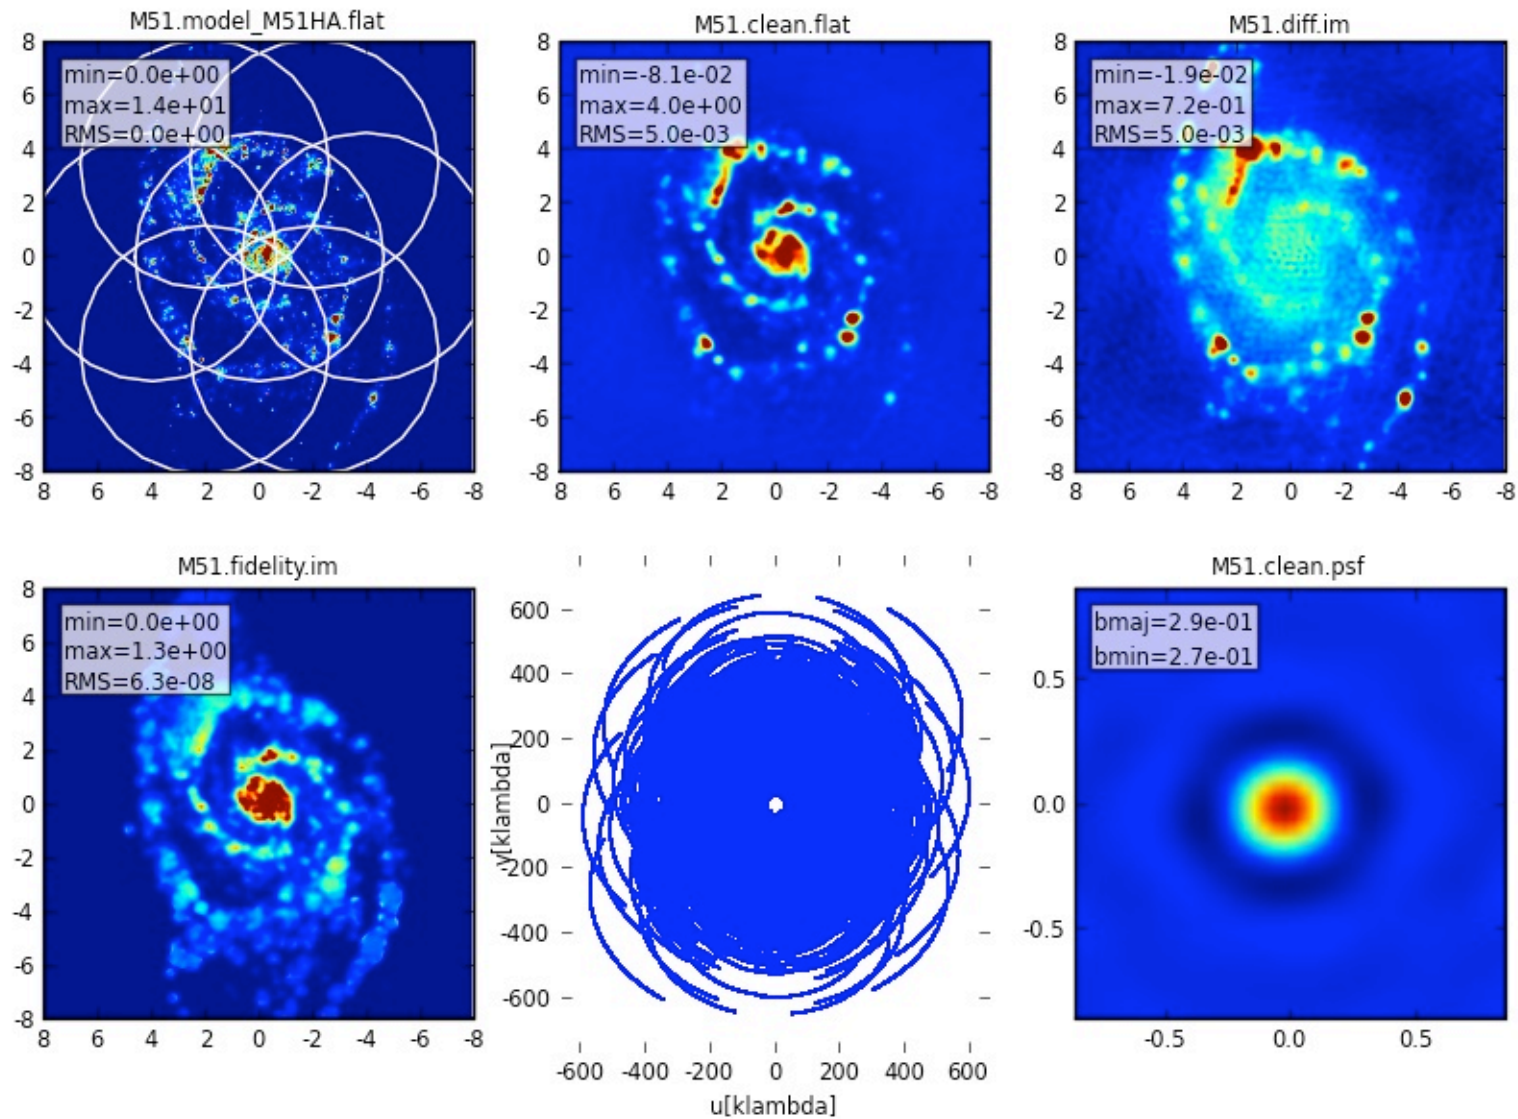 M51.model_M51HA.flat
min=0.0e+00
max=1.4e+01
RMS=0.0e+00
8
6
4
2
0
-2
-4
-6
-8
8 6 4 2 0 -2 -4 -6 -8
M51.clean.flat
min=-8.1e-02
max=4.0e+00
RMS=5.0e-03
8
6
4
2
0
-2
-4
-6
-8
8 6 4 2 0 -2 -4 -6 -8
M51.diff.im
min=-1.9e-02
max=7.2e-01
RMS=5.0e-03
8
6
4
2
0
-2
-4
-6
-8
8 6 4 2 0 -2 -4 -6 -8
M51.fidelity.im
min=0.0e+00
max=1.3e+00
RMS=6.3e-08
8
6
4
2
0
-2
-4
-6
-8
8 6 4 2 0 -2 -4 -6 -8
v[klambda]
600
400
200
0
-200
-400
-600
-600 -400 -200 0 200 400 600
u[klambda]
M51.clean.psf
bmaj=2.9e-01
bmin=2.7e-01
0.5
0.0
-0.5
-0.5 0.0 0.5